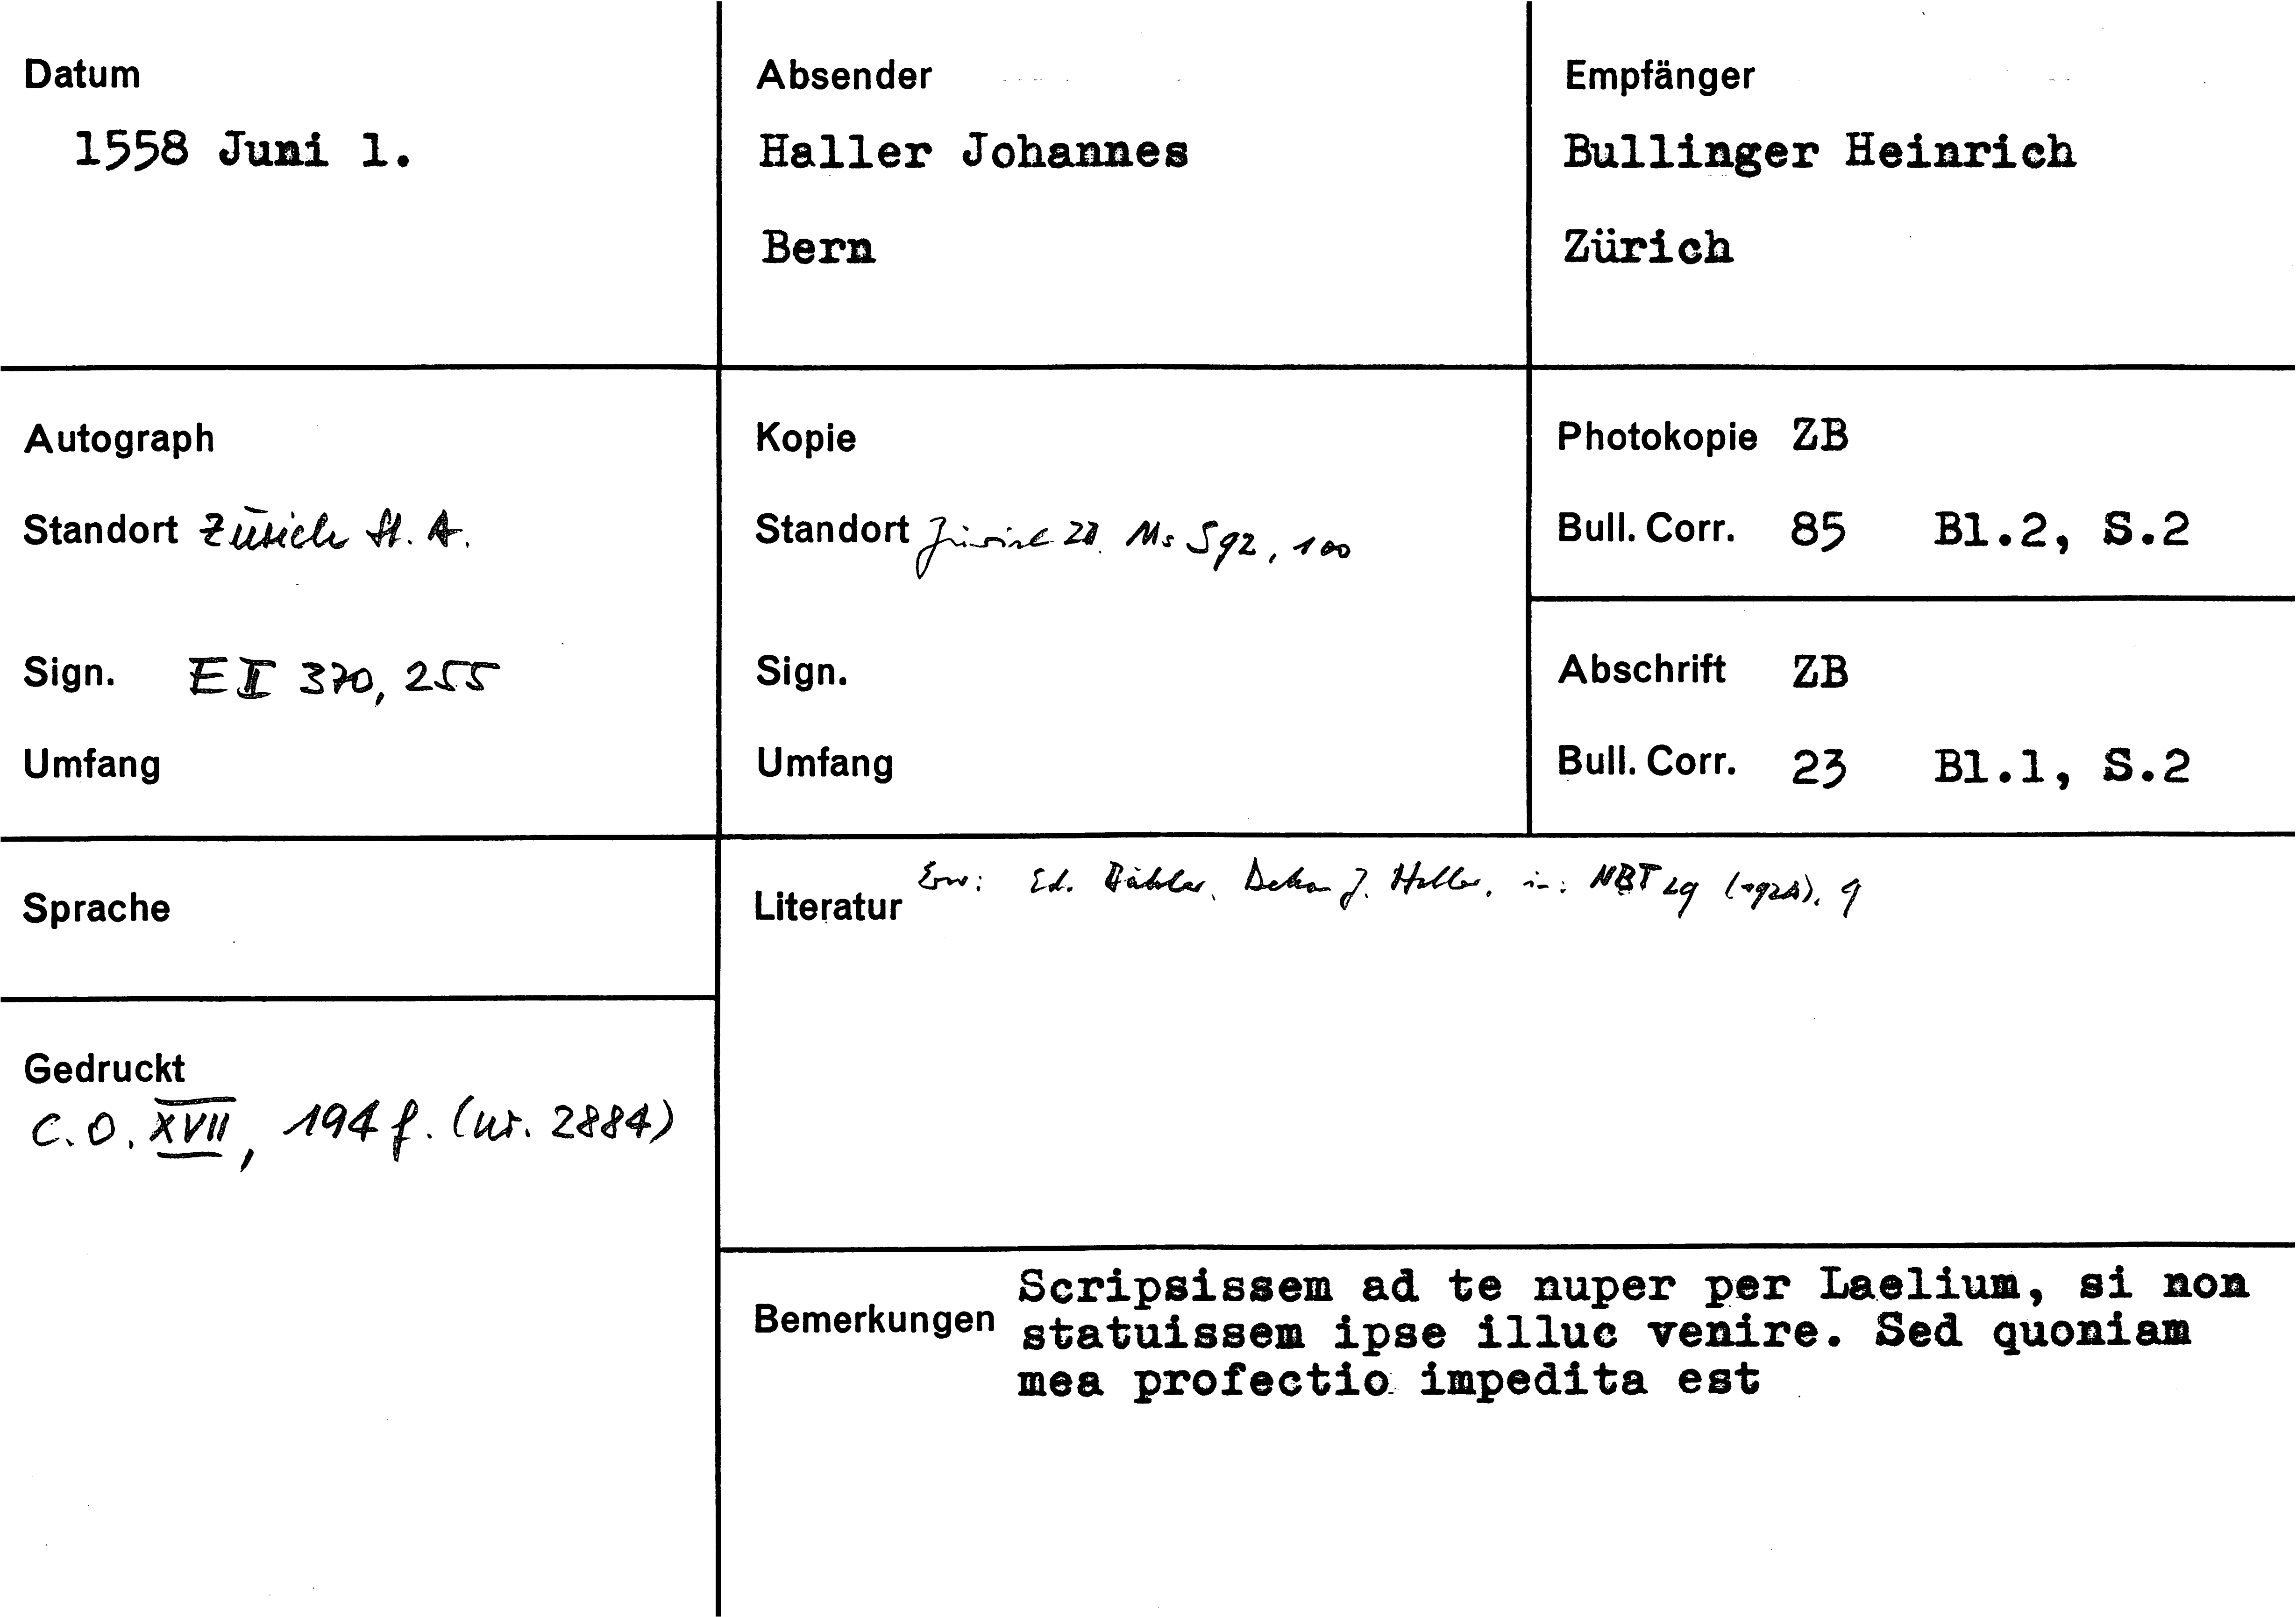 Datum
1558 Juni 1.
Absender
Haller Johannes
Bern
Empfänger
Bullinger Heinrich
Zürich
Autograph
Standort Zürich St. A.
Sign. E II 370, 255
Umfang
Kopie
Standort Zürich ZB. Ms S 92, 100
Sign.
Umfang
Photokopie ZB
Bull. Corr. 85 Bl.2, S.2
Abschrift ZB
Bull. Corr. 23 Bl.1, S.2
Sprache
Gedruckt
C.O. XVII, 194 f. (nr. 2884)
Literatur Erw: Ed. Bähler, Dekan J. Haller, in: NBT 29 (1924), 9
Bemerkungen Scripsissem ad te nuper per Laelium, si non
statuissem ipse illuc venire. Sed quoniam
mea profectio impedita est